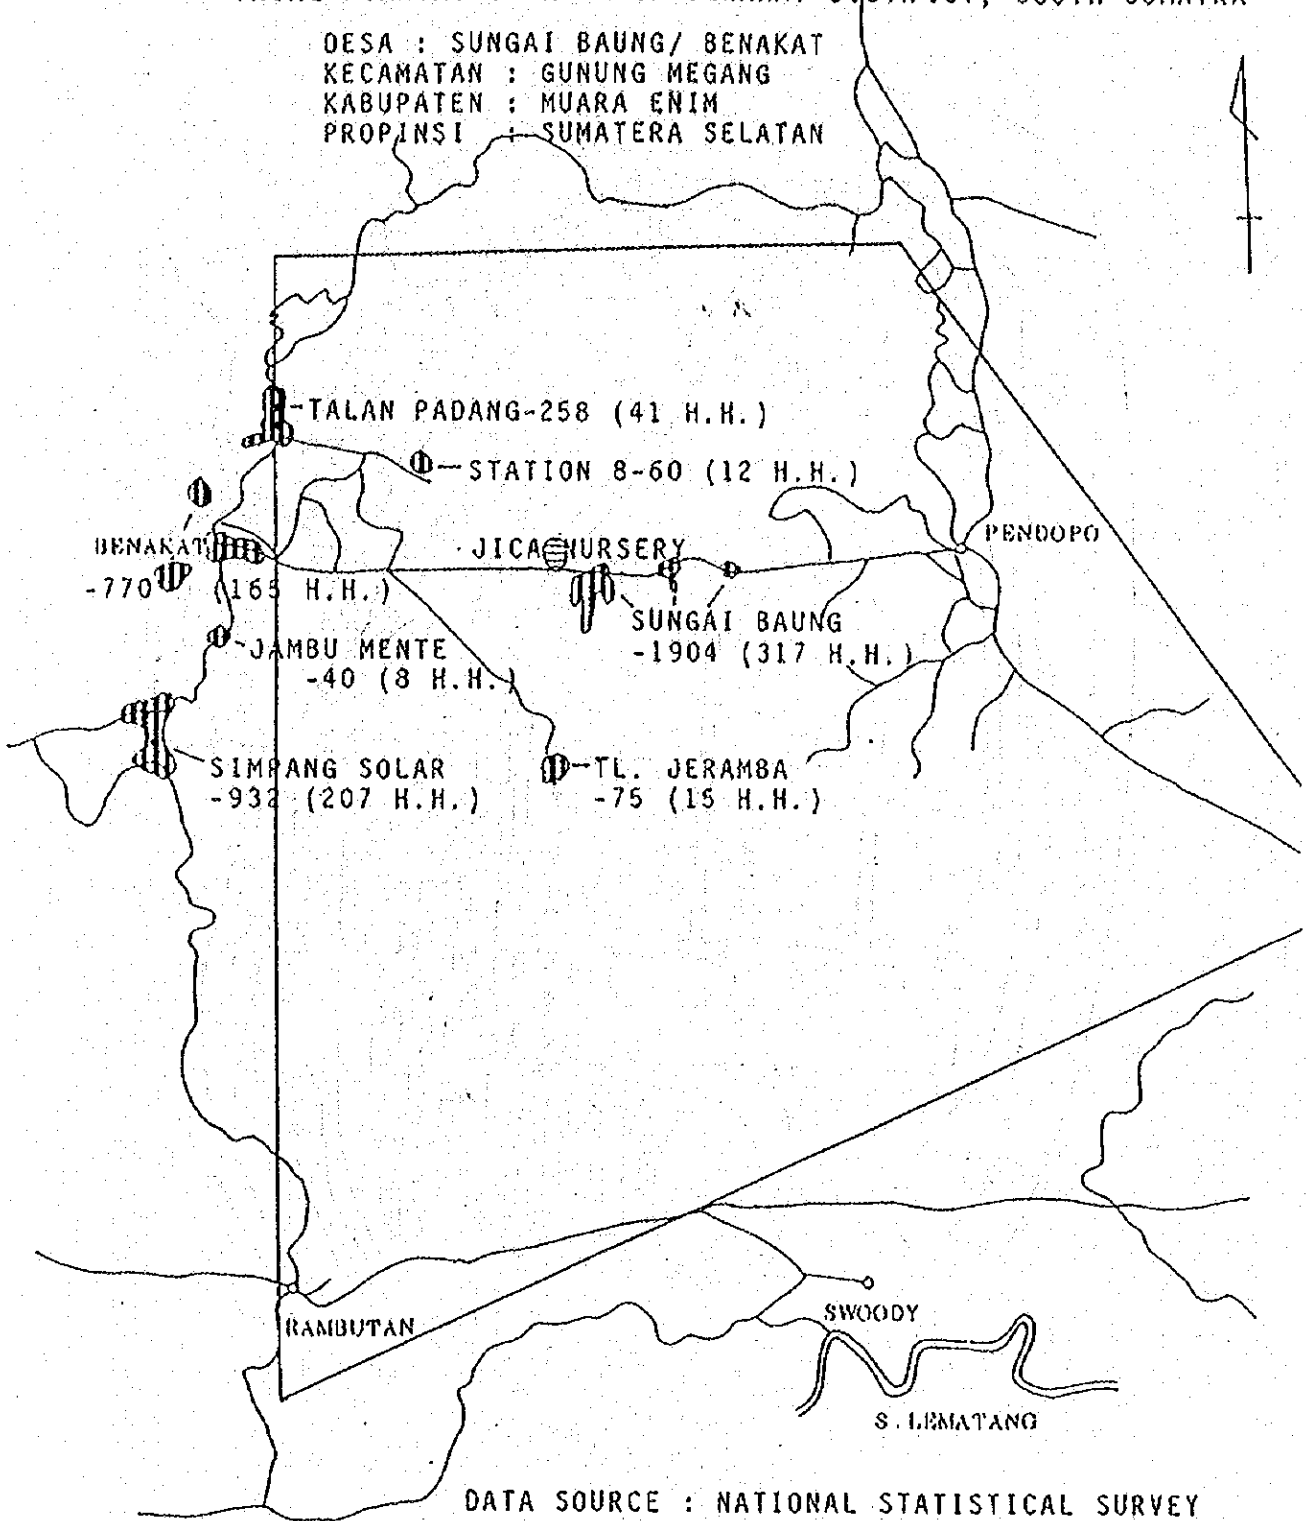 SOUTH SUMATRA
DESA : SUNGAI BAUNG/ BENAKAT
KECAMATAN : GUNUNG MEGANG
KABUPATEN : MUARA ENIM
PROPINSI : SUMATERA SELATAN
TALAN PADANG-258 (41 H.H.)
STATION 8-60 (12 H.H.)
PENDOPO
BENAKAT
-770 (165 H.H.)
JICA NURSERY
SUNGAI BAUNG
-1904 (317 H.H.)
JAMBU MENTE
-40 (8 H.H.)
SIMPANG SOLAR
-932 (207 H.H.)
TL. JERAMBA
-75 (15 H.H.)
RAMBUTAN
SWOODY
S. LEMATANG
DATA SOURCE : NATIONAL STATISTICAL SURVEY